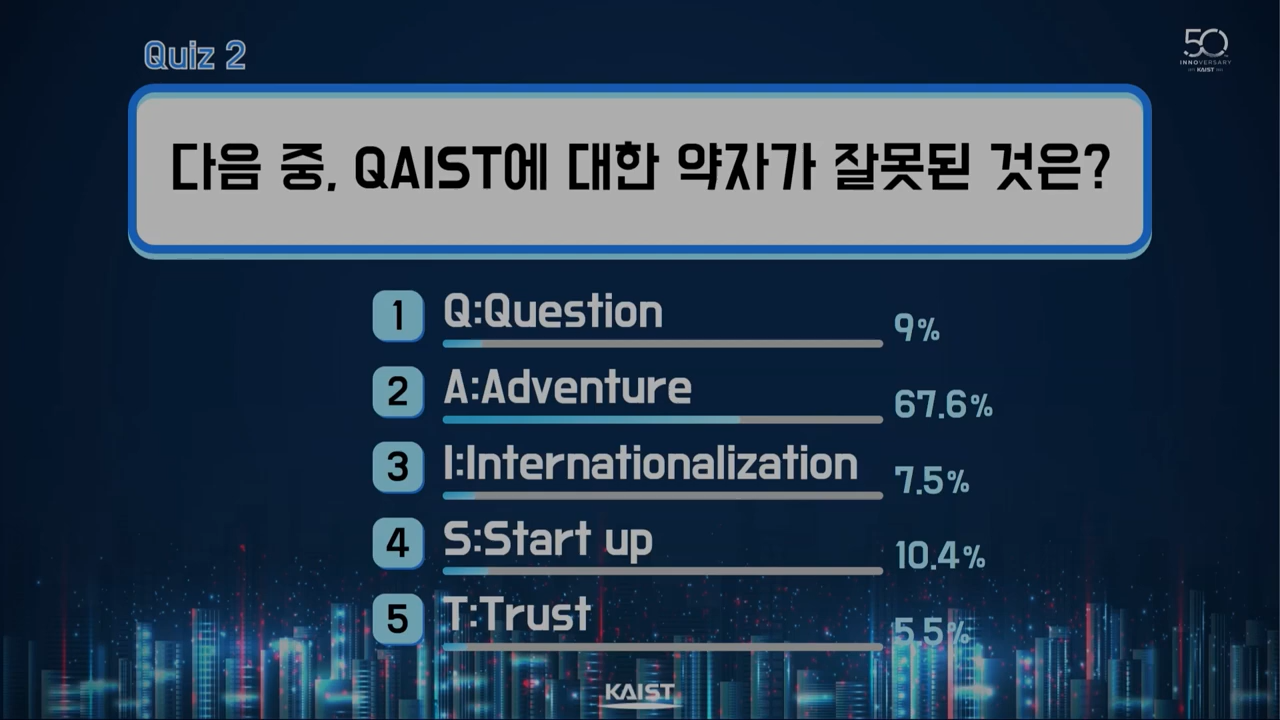 Quiz 2
50
INNOVERSARY
KAIST
다음 중, QAIST에 대한 약자가 잘못된 것은?
1 Q:Question 9%
2 A:Adventure 67.6%
3 I:Internationalization 7.5%
4 S:Start up 10.4%
5 T:Trust 5.5%
KAIST